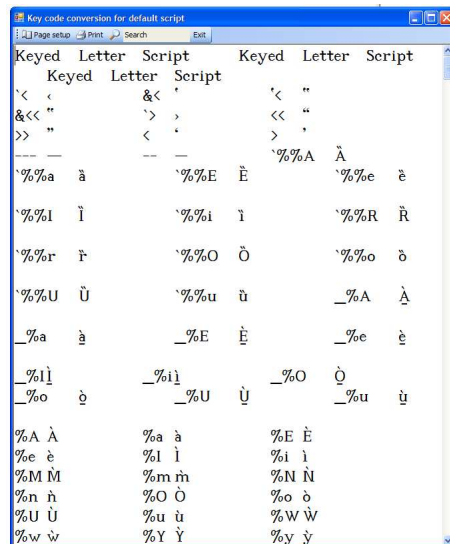 Key code conversion for default script
Page setup Print Search Exit
Keyed Letter Script Keyed Letter Script
Keyed Letter Script
`< ‹ &< ‛ `<
&<< ‟ `> › << “
>> ” < ‘ > ’
--- — -- – `%%A Ȁ
`%%a ȁ `%%E Ȅ `%%e ȅ
`%%I Ȉ `%%i ȉ `%%R Ȑ
`%%r ȑ `%%O Ȍ `%%o ȍ
`%%U Ȕ `%%u ȕ _%A Ạ̀
_%a ạ̀ _%E Ẹ̀ _%e ẹ̀
_%I Ị̀ _%i ị̀ _%O Ọ̀
_%o ọ̀ _%U Ụ̀ _%u ụ̀
%A À %a à %E È
%e è %I Ì %i ì
%M M̀ %m m̀ %N Ǹ
%n ǹ %O Ò %o ò
%U Ù %u ù %W Ẁ
%w ẁ %Y Ỳ %y ỳ